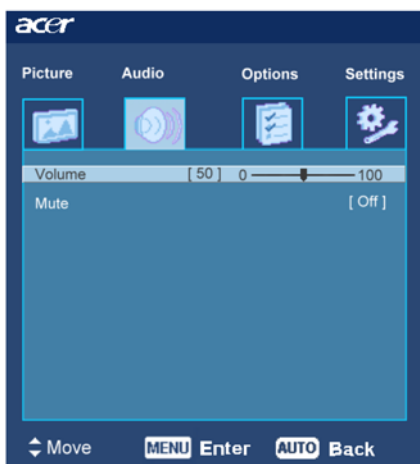 acer
Picture Audio Options Settings
Volume [ 50 ] 0 100
Mute [ Off ]
Move MENU Enter AUTO Back